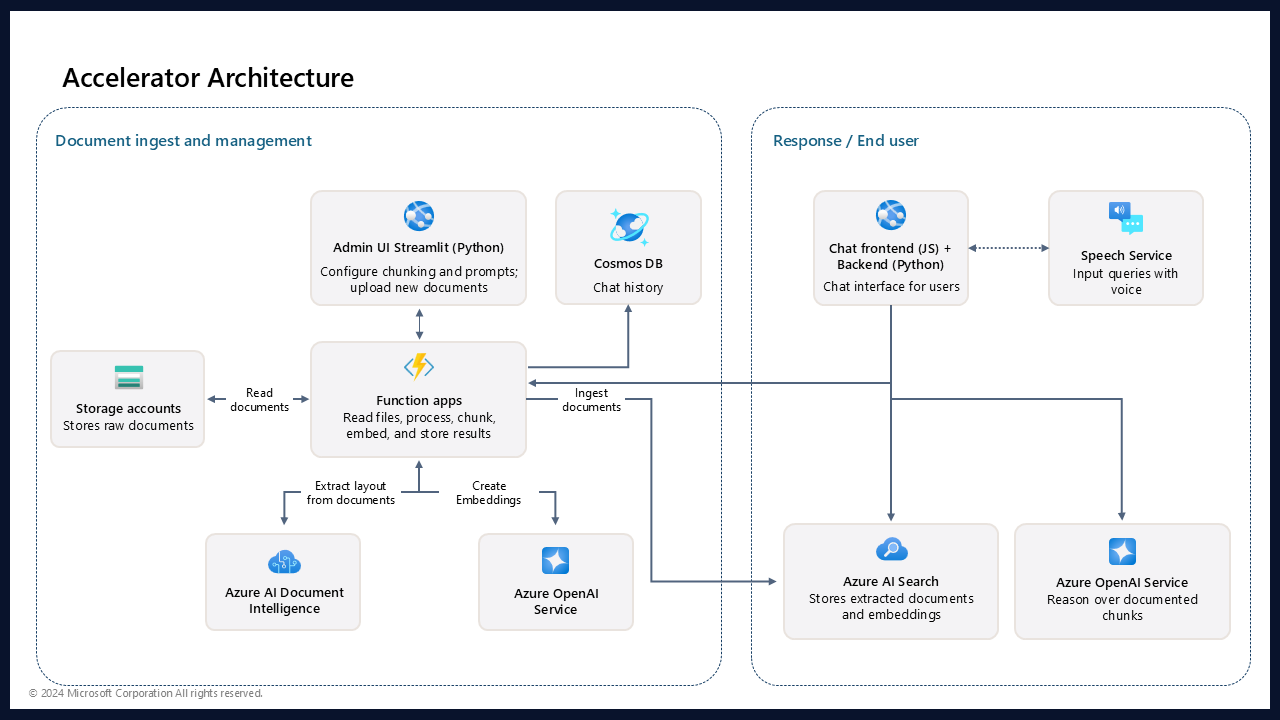 Accelerator Architecture
Document ingest and management
Admin UI Streamlit (Python)
Configure chunking and prompts;
upload new documents
Cosmos DB
Chat history
Storage accounts
Stores raw documents
Read
documents
Function apps
Read files, process, chunk,
embed, and store results
Ingest
documents
Extract layout
from documents
Create
Embeddings
Azure AI Document
Intelligence
Azure OpenAI
Service
Response / End user
Chat frontend (JS) +
Backend (Python)
Chat interface for users
Speech Service
Input queries with
voice
Azure AI Search
Stores extracted documents
and embeddings
Azure OpenAI Service
Reason over documented
chunks
© 2024 Microsoft Corporation All rights reserved.